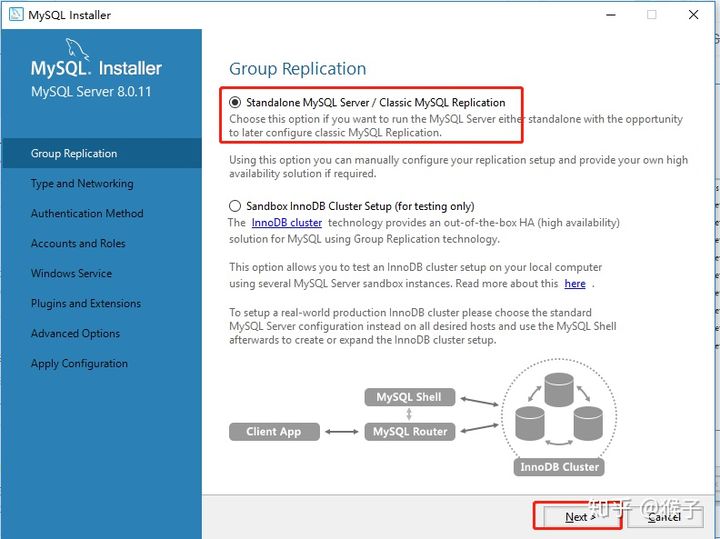 MySQL Installer
MySQL. Installer
MySQL Server 8.0.11
Group Replication
Type and Networking
Authentication Method
Accounts and Roles
Windows Service
Plugins and Extensions
Advanced Options
Apply Configuration
Group Replication
Standalone MySQL Server / Classic MySQL Replication
Choose this option if you want to run the MySQL Server either standalone with the opportunity
to later configure classic MySQL Replication.
Using this option you can manually configure your replication setup and provide your own high
availability solution if required.
Sandbox InnoDB Cluster Setup (for testing only)
The InnoDB cluster technology provides an out-of-the-box HA (high availability)
solution for MySQL using Group Replication technology.
This option allows you to test an InnoDB cluster setup on your local computer
using several MySQL Server sandbox instances. Read more about this here .
To setup a real-world production InnoDB cluster please choose the standard
MySQL Server configuration instead on all desired hosts and use the MySQL Shell
afterwards to create or expand the InnoDB cluster setup.
MySQL Shell
Client App
MySQL Router
InnoDB Cluster
Next >
Cancel
知乎 @猴子